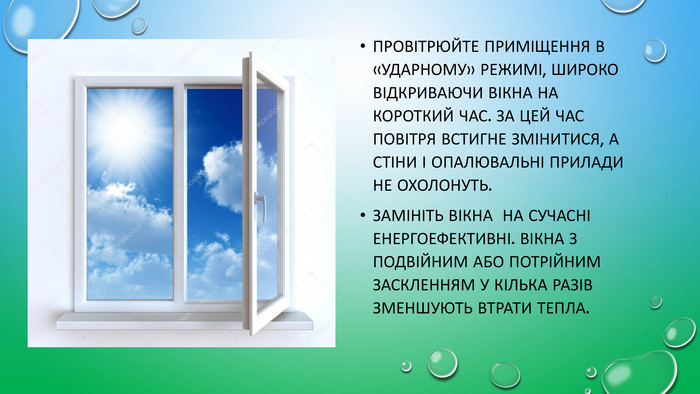 • ПРОВІТРЮЙТЕ ПРИМІЩЕННЯ В
«УДАРНОМУ» РЕЖИМІ, ШИРОКО
ВІДКРИВАЮЧИ ВІКНА НА
КОРОТКИЙ ЧАС. ЗА ЦЕЙ ЧАС
ПОВІТРЯ ВСТИГНЕ ЗМІНИТИСЯ, А
СТІНИ І ОПАЛЮВАЛЬНІ ПРИЛАДИ
НЕ ОХОЛОНУТЬ.
• ЗАМІНІТЬ ВІКНА  НА СУЧАСНІ
ЕНЕРГОЕФЕКТИВНІ. ВІКНА З
ПОДВІЙНИМ АБО ПОТРІЙНИМ
ЗАСКЛЕННЯМ У КІЛЬКА РАЗІВ
ЗМЕНШУЮТЬ ВТРАТИ ТЕПЛА.